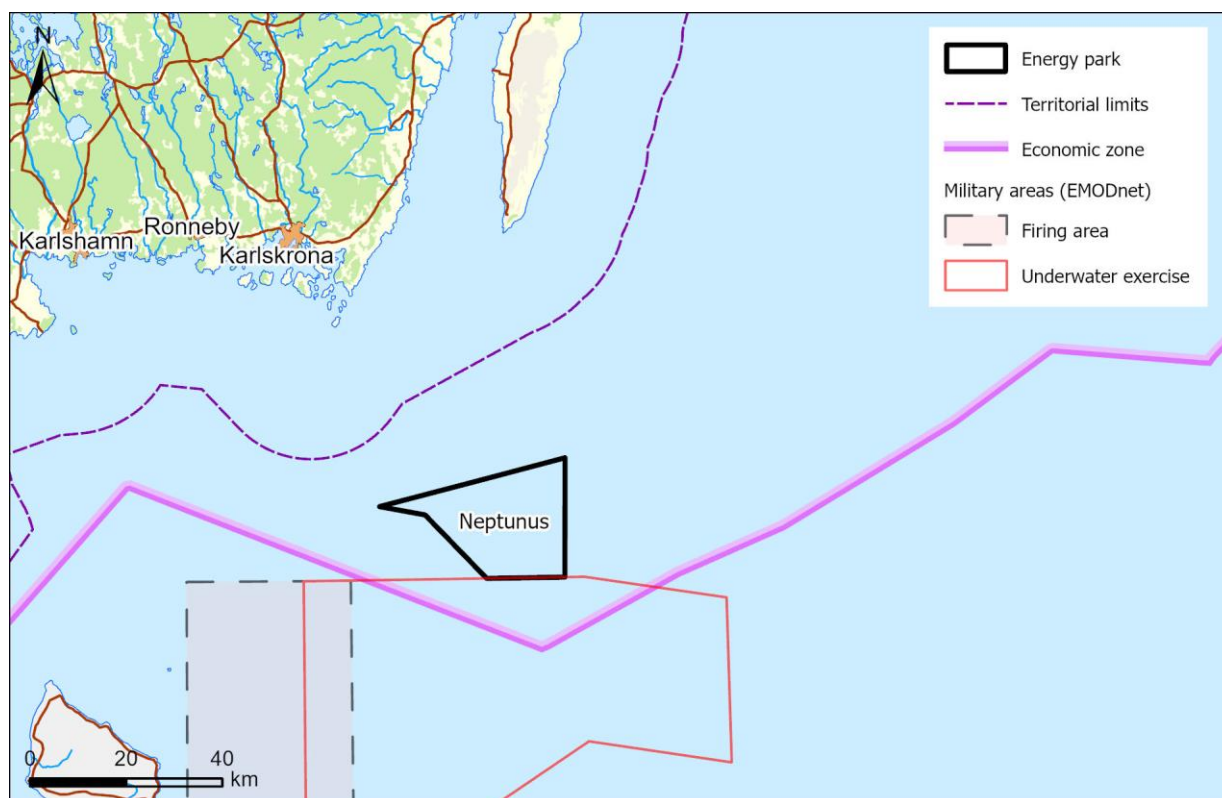 N
Karlshamn
Ronneby
Karlskrona
Neptunus
Energy park
Territorial limits
Economic zone
Military areas (EMODnet)
Firing area
Underwater exercise
0 20 40
km